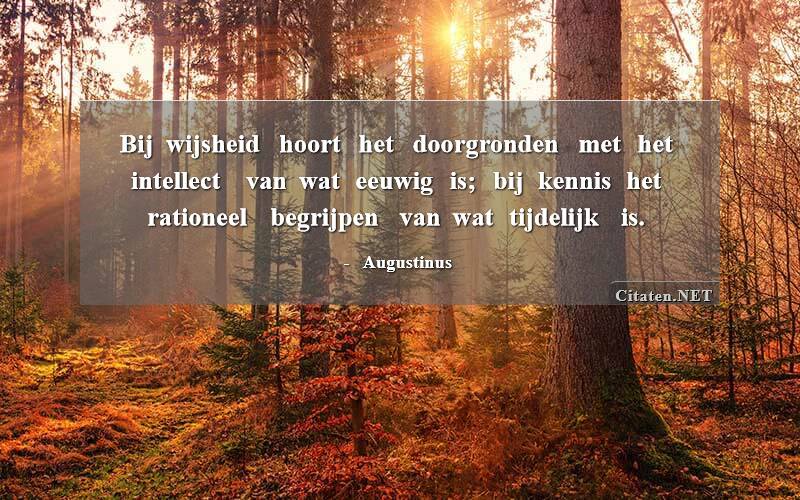 Bij wijsheid hoort het doorgronden met het
intellect van wat eeuwig is; bij kennis het
rationeel begrijpen van wat tijdelijk is.
- Augustinus
Citaten.NET